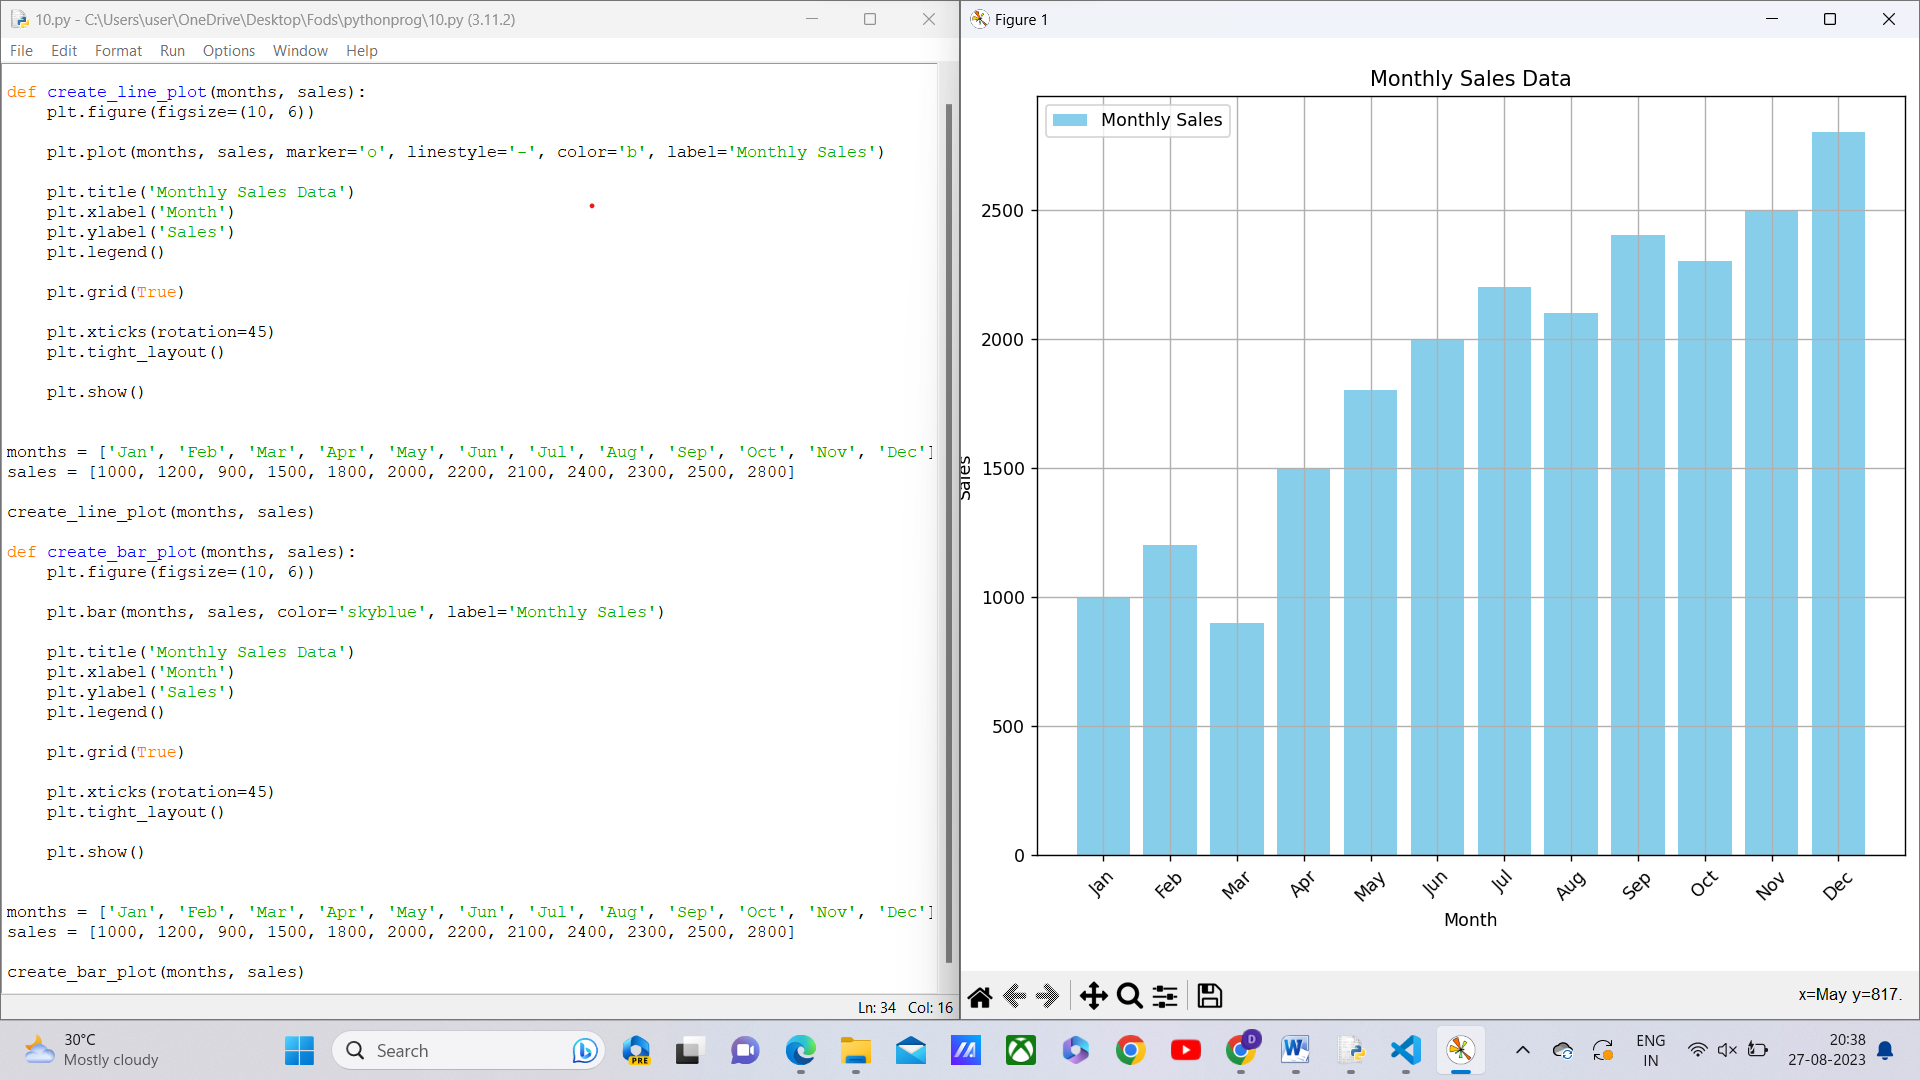 10.py - C:\Users\user\OneDrive\Desktop\Fods\pythonprog\10.py (3.11.2)
File Edit Format Run Options Window Help
def create_line_plot(months, sales):
    plt.figure(figsize=(10, 6))
    plt.plot(months, sales, marker='o', linestyle='-', color='b', label='Monthly Sales')
    plt.title('Monthly Sales Data')
    plt.xlabel('Month')
    plt.ylabel('Sales')
    plt.legend()
    plt.grid(True)
    plt.xticks(rotation=45)
    plt.tight_layout()
    plt.show()
months = ['Jan', 'Feb', 'Mar', 'Apr', 'May', 'Jun', 'Jul', 'Aug', 'Sep', 'Oct', 'Nov', 'Dec']
sales = [1000, 1200, 900, 1500, 1800, 2000, 2200, 2100, 2400, 2300, 2500, 2800]
create_line_plot(months, sales)
def create_bar_plot(months, sales):
    plt.figure(figsize=(10, 6))
    plt.bar(months, sales, color='skyblue', label='Monthly Sales')
    plt.title('Monthly Sales Data')
    plt.xlabel('Month')
    plt.ylabel('Sales')
    plt.legend()
    plt.grid(True)
    plt.xticks(rotation=45)
    plt.tight_layout()
    plt.show()
months = ['Jan', 'Feb', 'Mar', 'Apr', 'May', 'Jun', 'Jul', 'Aug', 'Sep', 'Oct', 'Nov', 'Dec']
sales = [1000, 1200, 900, 1500, 1800, 2000, 2200, 2100, 2400, 2300, 2500, 2800]
create_bar_plot(months, sales)
Ln: 34 Col: 16
Figure 1
Monthly Sales Data
Monthly Sales
2500
2000
1500
1000
500
0
Sales
Jan Feb Mar Apr May Jun Jul Aug Sep Oct Nov Dec
Month
x=May y=817.
30°C
Mostly cloudy
Search
PRE
D
ENG
IN
20:38
27-08-2023